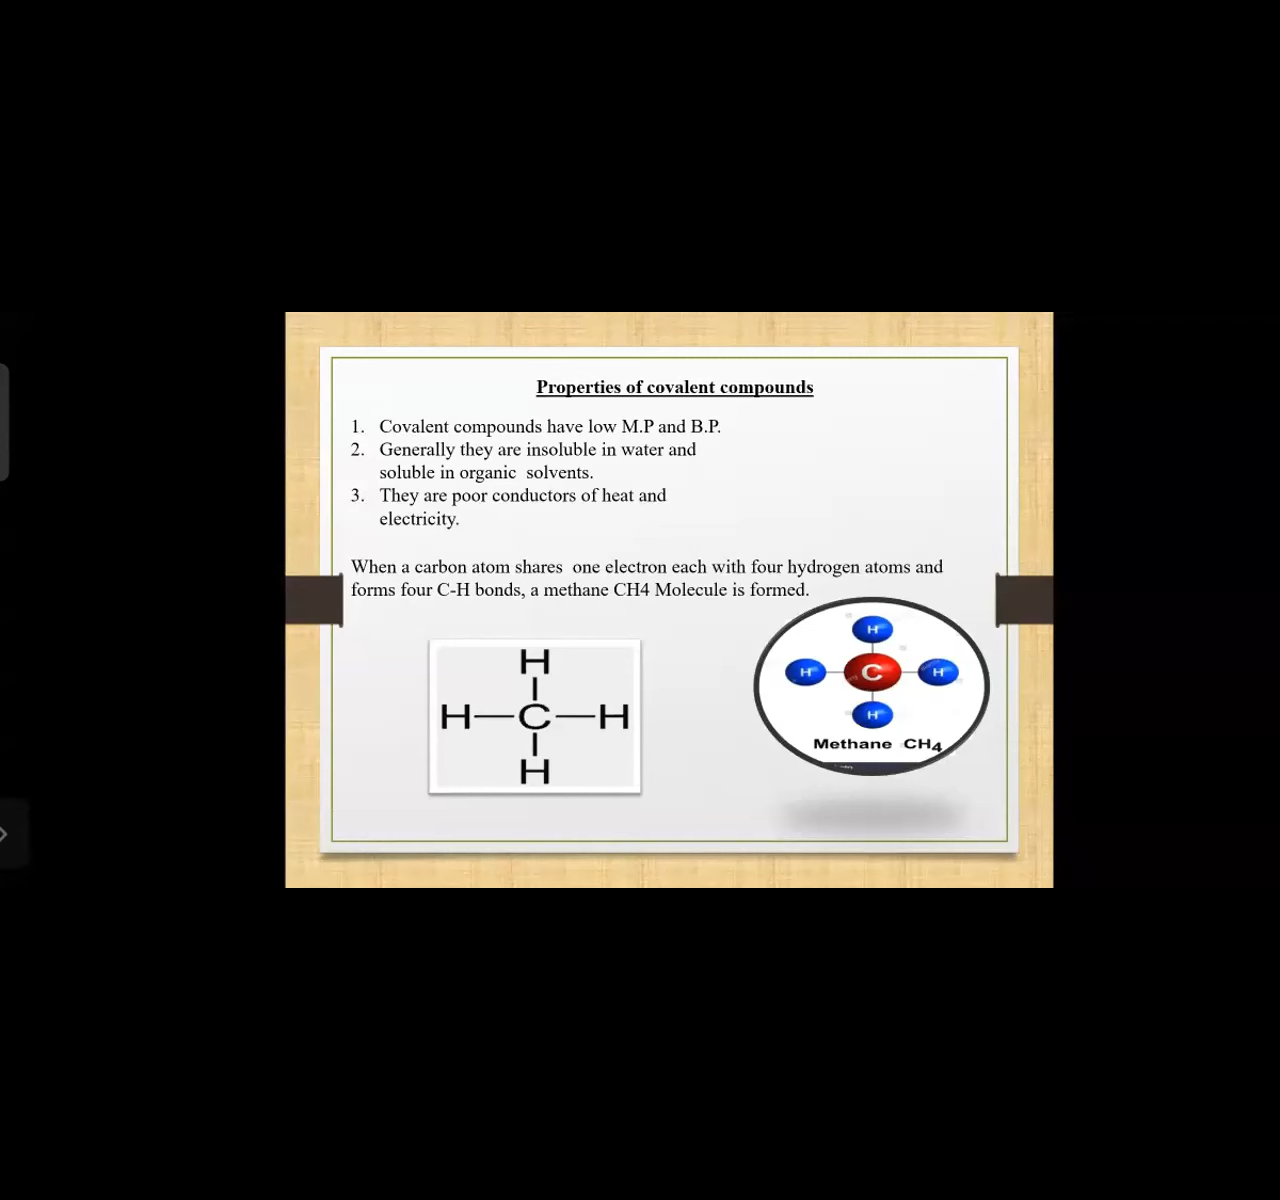 Properties of covalent compounds
1. Covalent compounds have low M.P and B.P.
2. Generally they are insoluble in water and
soluble in organic solvents.
3. They are poor conductors of heat and
electricity.
When a carbon atom shares one electron each with four hydrogen atoms and
forms four C-H bonds, a methane CH4 Molecule is formed.
H
H—C—H
H
H
H C H
H
Methane CH4